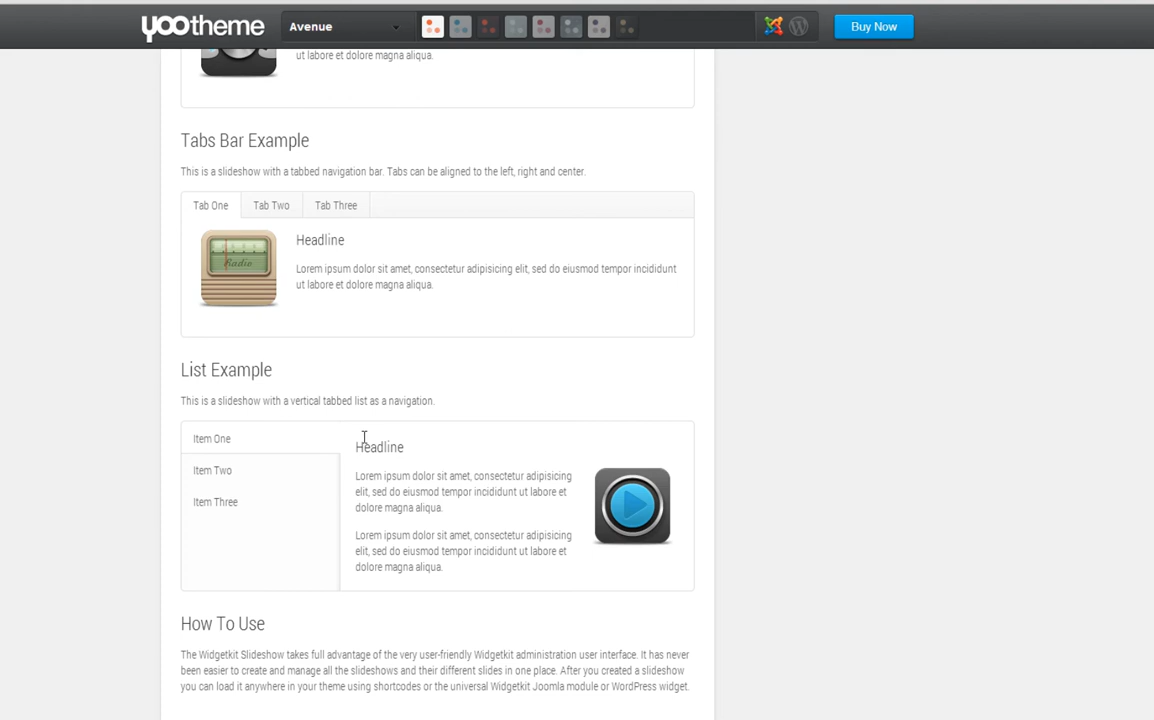 yootheme
Avenue
Buy Now
ut labore et dolore magna aliqua.
Tabs Bar Example
This is a slideshow with a tabbed navigation bar. Tabs can be aligned to the left, right and center.
Tab One Tab Two Tab Three
Radio
Headline
Lorem ipsum dolor sit amet, consectetur adipisicing elit, sed do eiusmod tempor incididunt
ut labore et dolore magna aliqua.
List Example
This is a slideshow with a vertical tabbed list as a navigation.
Item One
Item Two
Item Three
Headline
Lorem ipsum dolor sit amet, consectetur adipisicing
elit, sed do eiusmod tempor incididunt ut labore et
dolore magna aliqua.
Lorem ipsum dolor sit amet, consectetur adipisicing
elit, sed do eiusmod tempor incididunt ut labore et
dolore magna aliqua.
How To Use
The Widgetkit Slideshow takes full advantage of the very user-friendly Widgetkit administration user interface. It has never
been easier to create and manage all the slideshows and their different slides in one place. After you created a slideshow
you can load it anywhere in your theme using shortcodes or the universal Widgetkit Joomla module or WordPress widget.